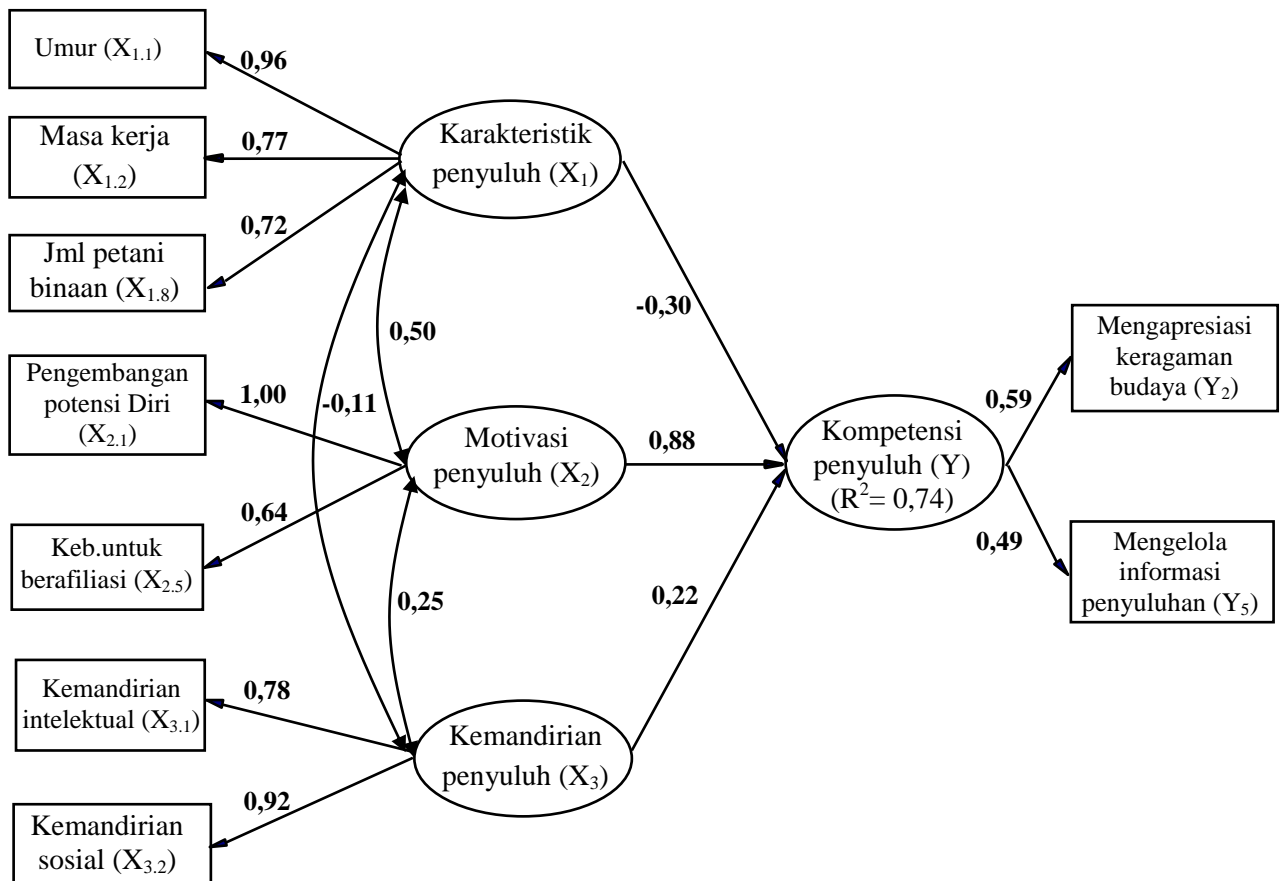 Umur (X1.1)
0,96
Masa kerja
(X1.2)
0,77
Jml petani
binaan (X1.8)
0,72
Karakteristik
penyuluh (X1)
0,50
-0,11
-0,30
Pengembangan
potensi Diri
(X2.1)
1,00
Keb.untuk
berafiliasi (X2.5)
0,64
Motivasi
penyuluh (X2)
0,88
0,25
Kemandirian
intelektual (X3.1)
0,78
Kemandirian
sosial (X3.2)
0,92
Kemandirian
penyuluh (X3)
0,22
Kompetensi
penyuluh (Y)
(R2= 0,74)
0,59
Mengapresiasi
keragaman
budaya (Y2)
0,49
Mengelola
informasi
penyuluhan (Y5)